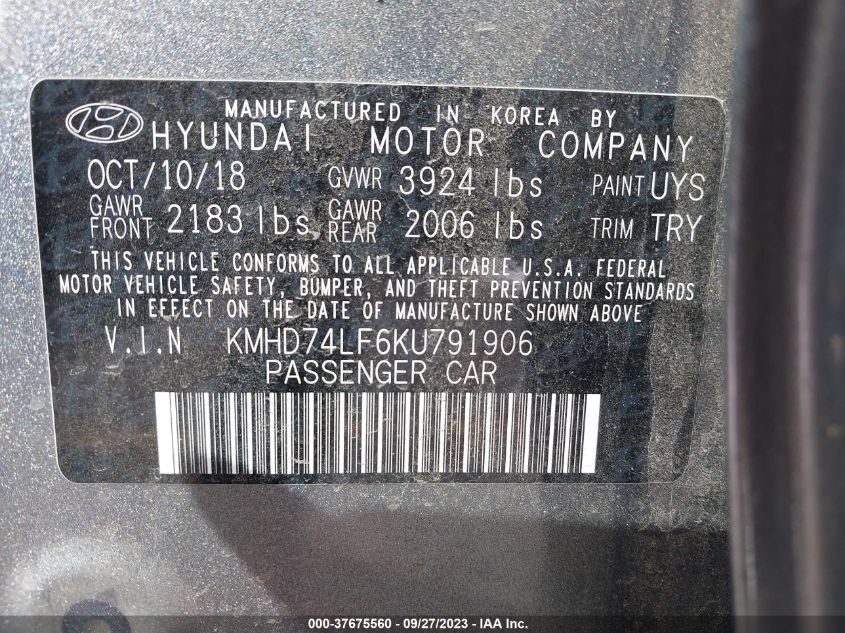 MANUFACTURED IN KOREA BY
HYUNDAI MOTOR COMPANY
OCT/10/18 GVWR 3924 lbs PAINT UYS
GAWR FRONT 2183 lbs GAWR REAR 2006 lbs TRIM TRY
THIS VEHICLE CONFORMS TO ALL APPLICABLE U.S.A. FEDERAL
MOTOR VEHICLE SAFETY, BUMPER, AND THEFT PREVENTION STANDARDS
IN EFFECT ON THE DATE OF MANUFACTURE SHOWN ABOVE.
V.I.N KMHD74LF6KU791906
PASSENGER CAR
000-37675560 - 09/27/2023 - IAA Inc.